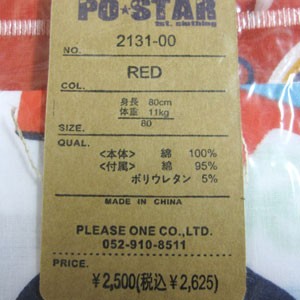 PO★STAR
1st. clothing
NO. 2131-00
RED
COL.
身長 80cm
体重 11kg
SIZE. 80
QUAL.
<本体> 綿 100%
<付属> 綿 95%
ポリウレタン 5%
MADE IN CHINA
PLEASE ONE CO.,LTD.
052-910-8511
PRICE.
¥2,500(税込¥2,625)